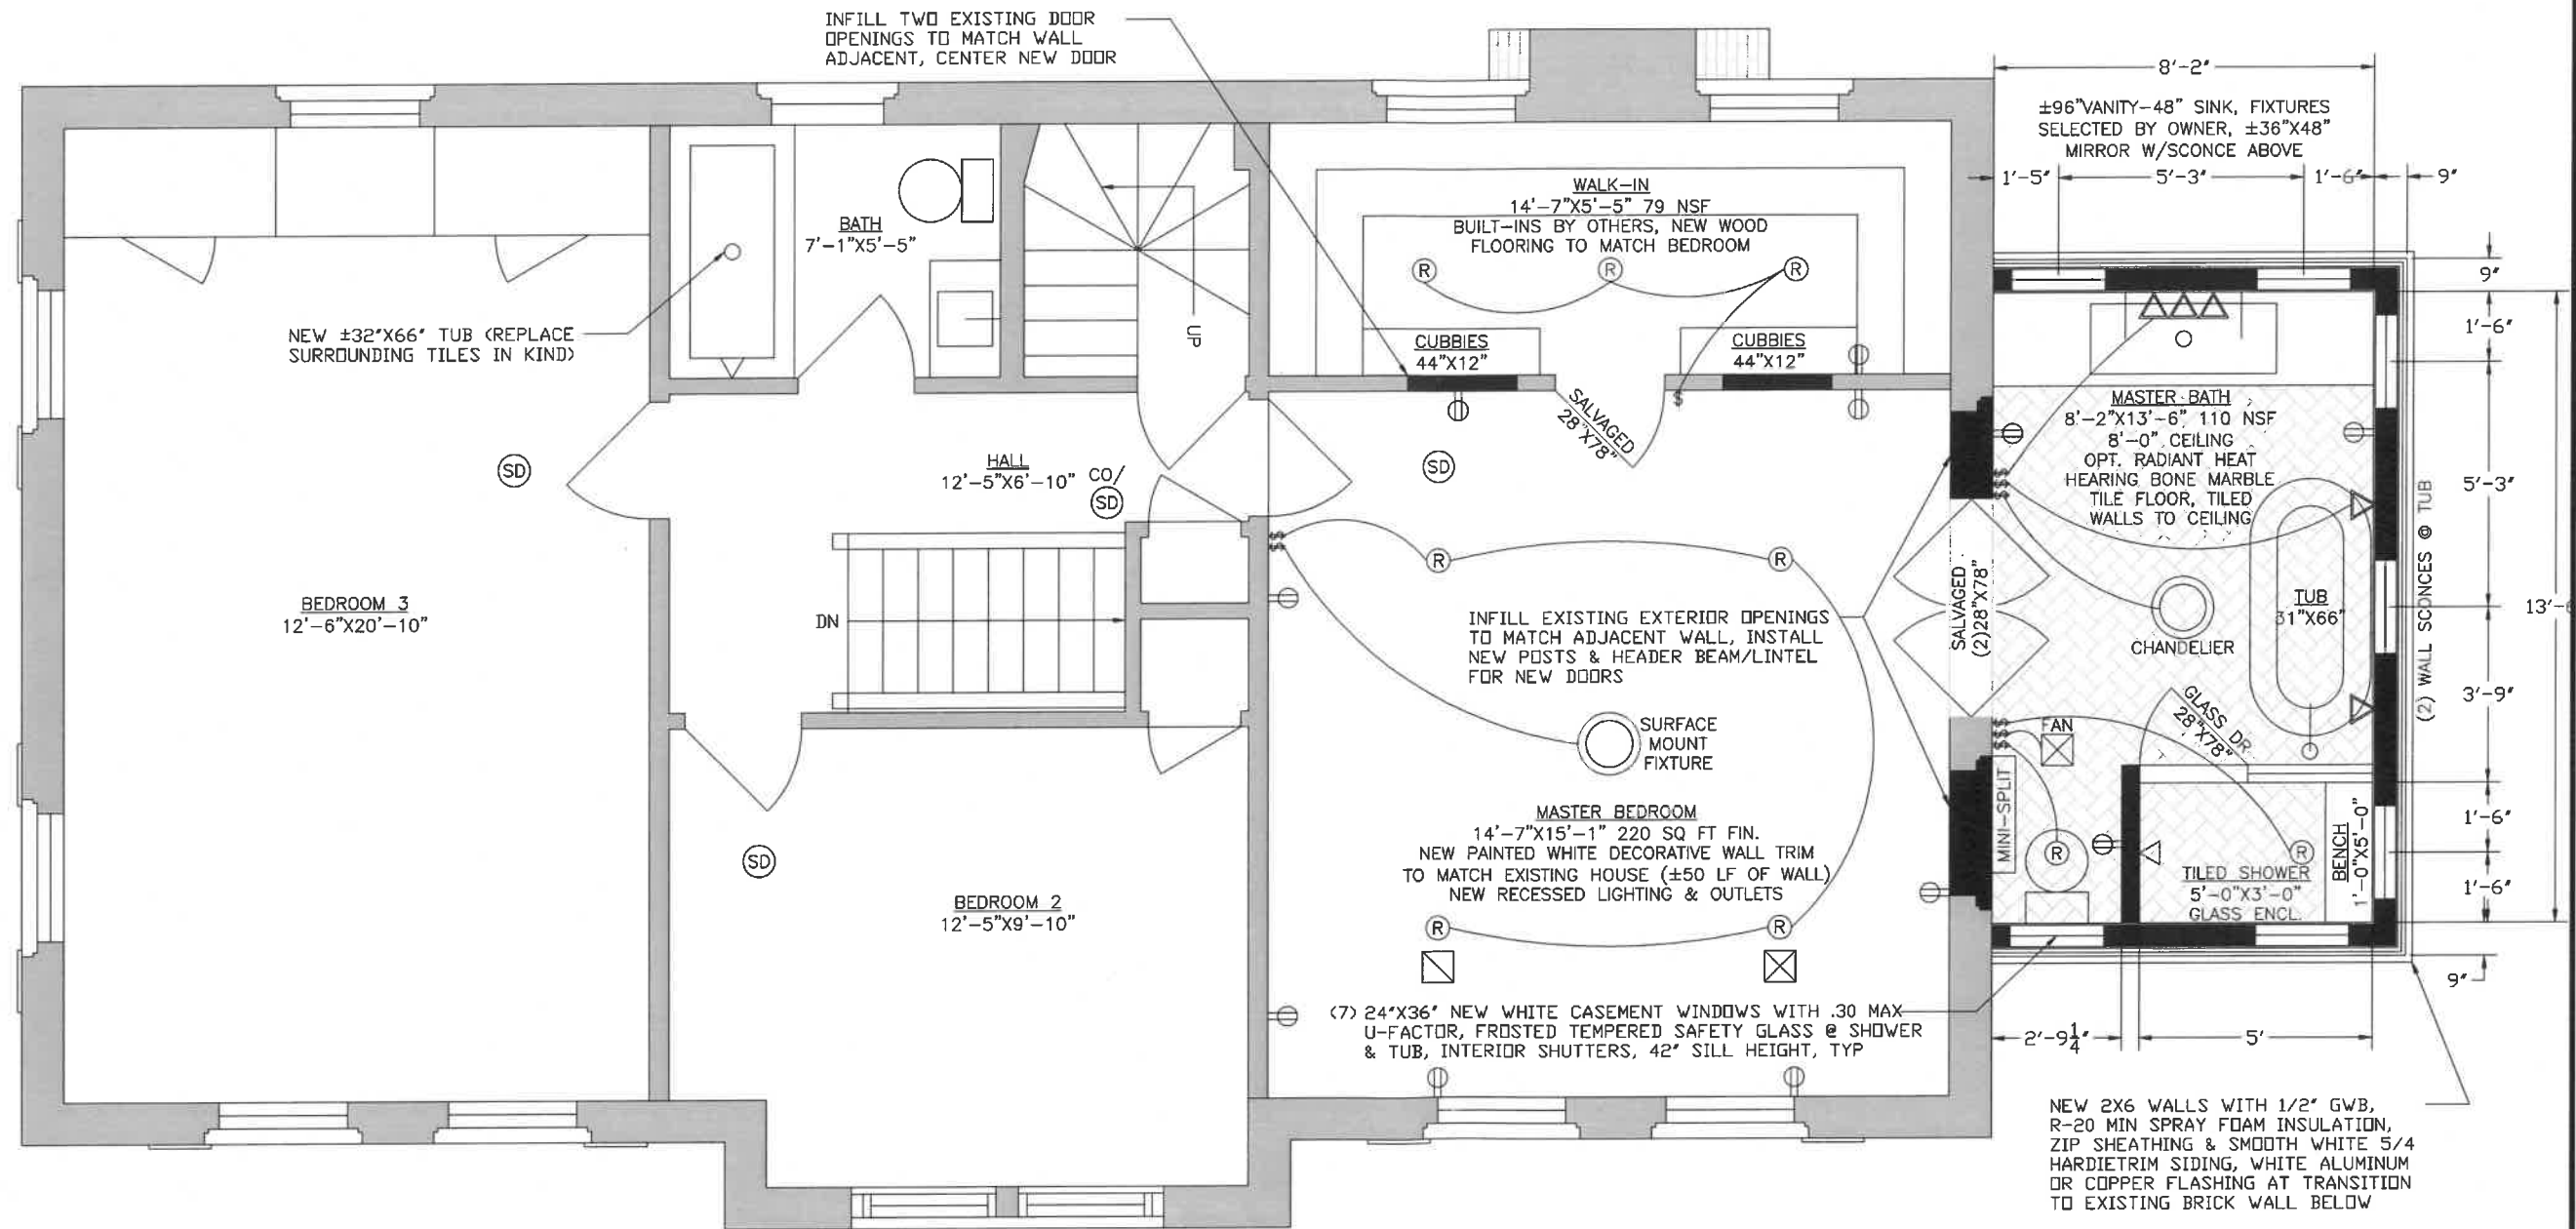 INFILL TWO EXISTING DOOR
OPENINGS TO MATCH WALL
ADJACENT, CENTER NEW DOOR
8'-2"
±96"VANITY-48" SINK, FIXTURES
SELECTED BY OWNER, ±36"X48"
MIRROR W/SCONCE ABOVE
1'-5"
5'-3"
1'-6"
9"
WALK-IN
14'-7"X5'-5" 79 NSF
BUILT-INS BY OTHERS, NEW WOOD
FLOORING TO MATCH BEDROOM
R
R
R
CUBBIES
44"X12"
CUBBIES
44"X12"
BATH
7'-1"X5'-5"
UP
NEW ±32"X66" TUB (REPLACE
SURROUNDING TILES IN KIND)
9"
1'-6"
5'-3"
3'-9"
1'-6"
1'-6"
9"
SALVAGED
28"X78"
$
MASTER BATH
8'-2"X13'-6" 110 NSF
8'-0" CEILING
OPT. RADIANT HEAT
HEARING BONE MARBLE
TILE FLOOR, TILED
WALLS TO CEILING
$$$
SD
HALL
12'-5"X6'-10"
CO/
SD
SD
$$
R
R
(2) WALL SCONCES @ TUB
BEDROOM 3
12'-6"X20'-10"
DN
INFILL EXISTING EXTERIOR OPENINGS
TO MATCH ADJACENT WALL, INSTALL
NEW POSTS & HEADER BEAM/LINTEL
FOR NEW DOORS
SALVAGED
(2)28"X78"
TUB
31"X66"
CHANDELIER
GLASS DR
28"X78"
$$$
FAN
SURFACE
MOUNT
FIXTURE
MINI-SPLIT
MASTER BEDROOM
14'-7"X15'-1" 220 SQ FT FIN.
NEW PAINTED WHITE DECORATIVE WALL TRIM
TO MATCH EXISTING HOUSE (±50 LF OF WALL)
NEW RECESSED LIGHTING & OUTLETS
R
R
TILED SHOWER
5'-0"X3'-0"
GLASS ENCL.
BENCH
1'-0"X5'-0"
SD
BEDROOM 2
12'-5"X9'-10"
R
R
(7) 24"X36" NEW WHITE CASEMENT WINDOWS WITH .30 MAX
U-FACTOR, FROSTED TEMPERED SAFETY GLASS @ SHOWER
& TUB, INTERIOR SHUTTERS, 42" SILL HEIGHT, TYP
2'-9 1/4"
5'
NEW 2X6 WALLS WITH 1/2" GWB,
R-20 MIN SPRAY FOAM INSULATION,
ZIP SHEATHING & SMOOTH WHITE 5/4
HARDIETRIM SIDING, WHITE ALUMINUM
OR COPPER FLASHING AT TRANSITION
TO EXISTING BRICK WALL BELOW